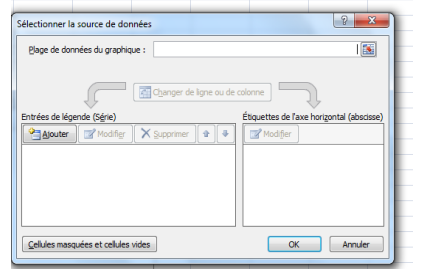 Sélectionner la source de données
Plage de données du graphique :
Changer de ligne ou de colonne
Entrées de légende (Série)
Étiquettes de l'axe horizontal (abscisse)
Ajouter Modifier Supprimer
Modifier
Cellules masquées et cellules vides
OK Annuler